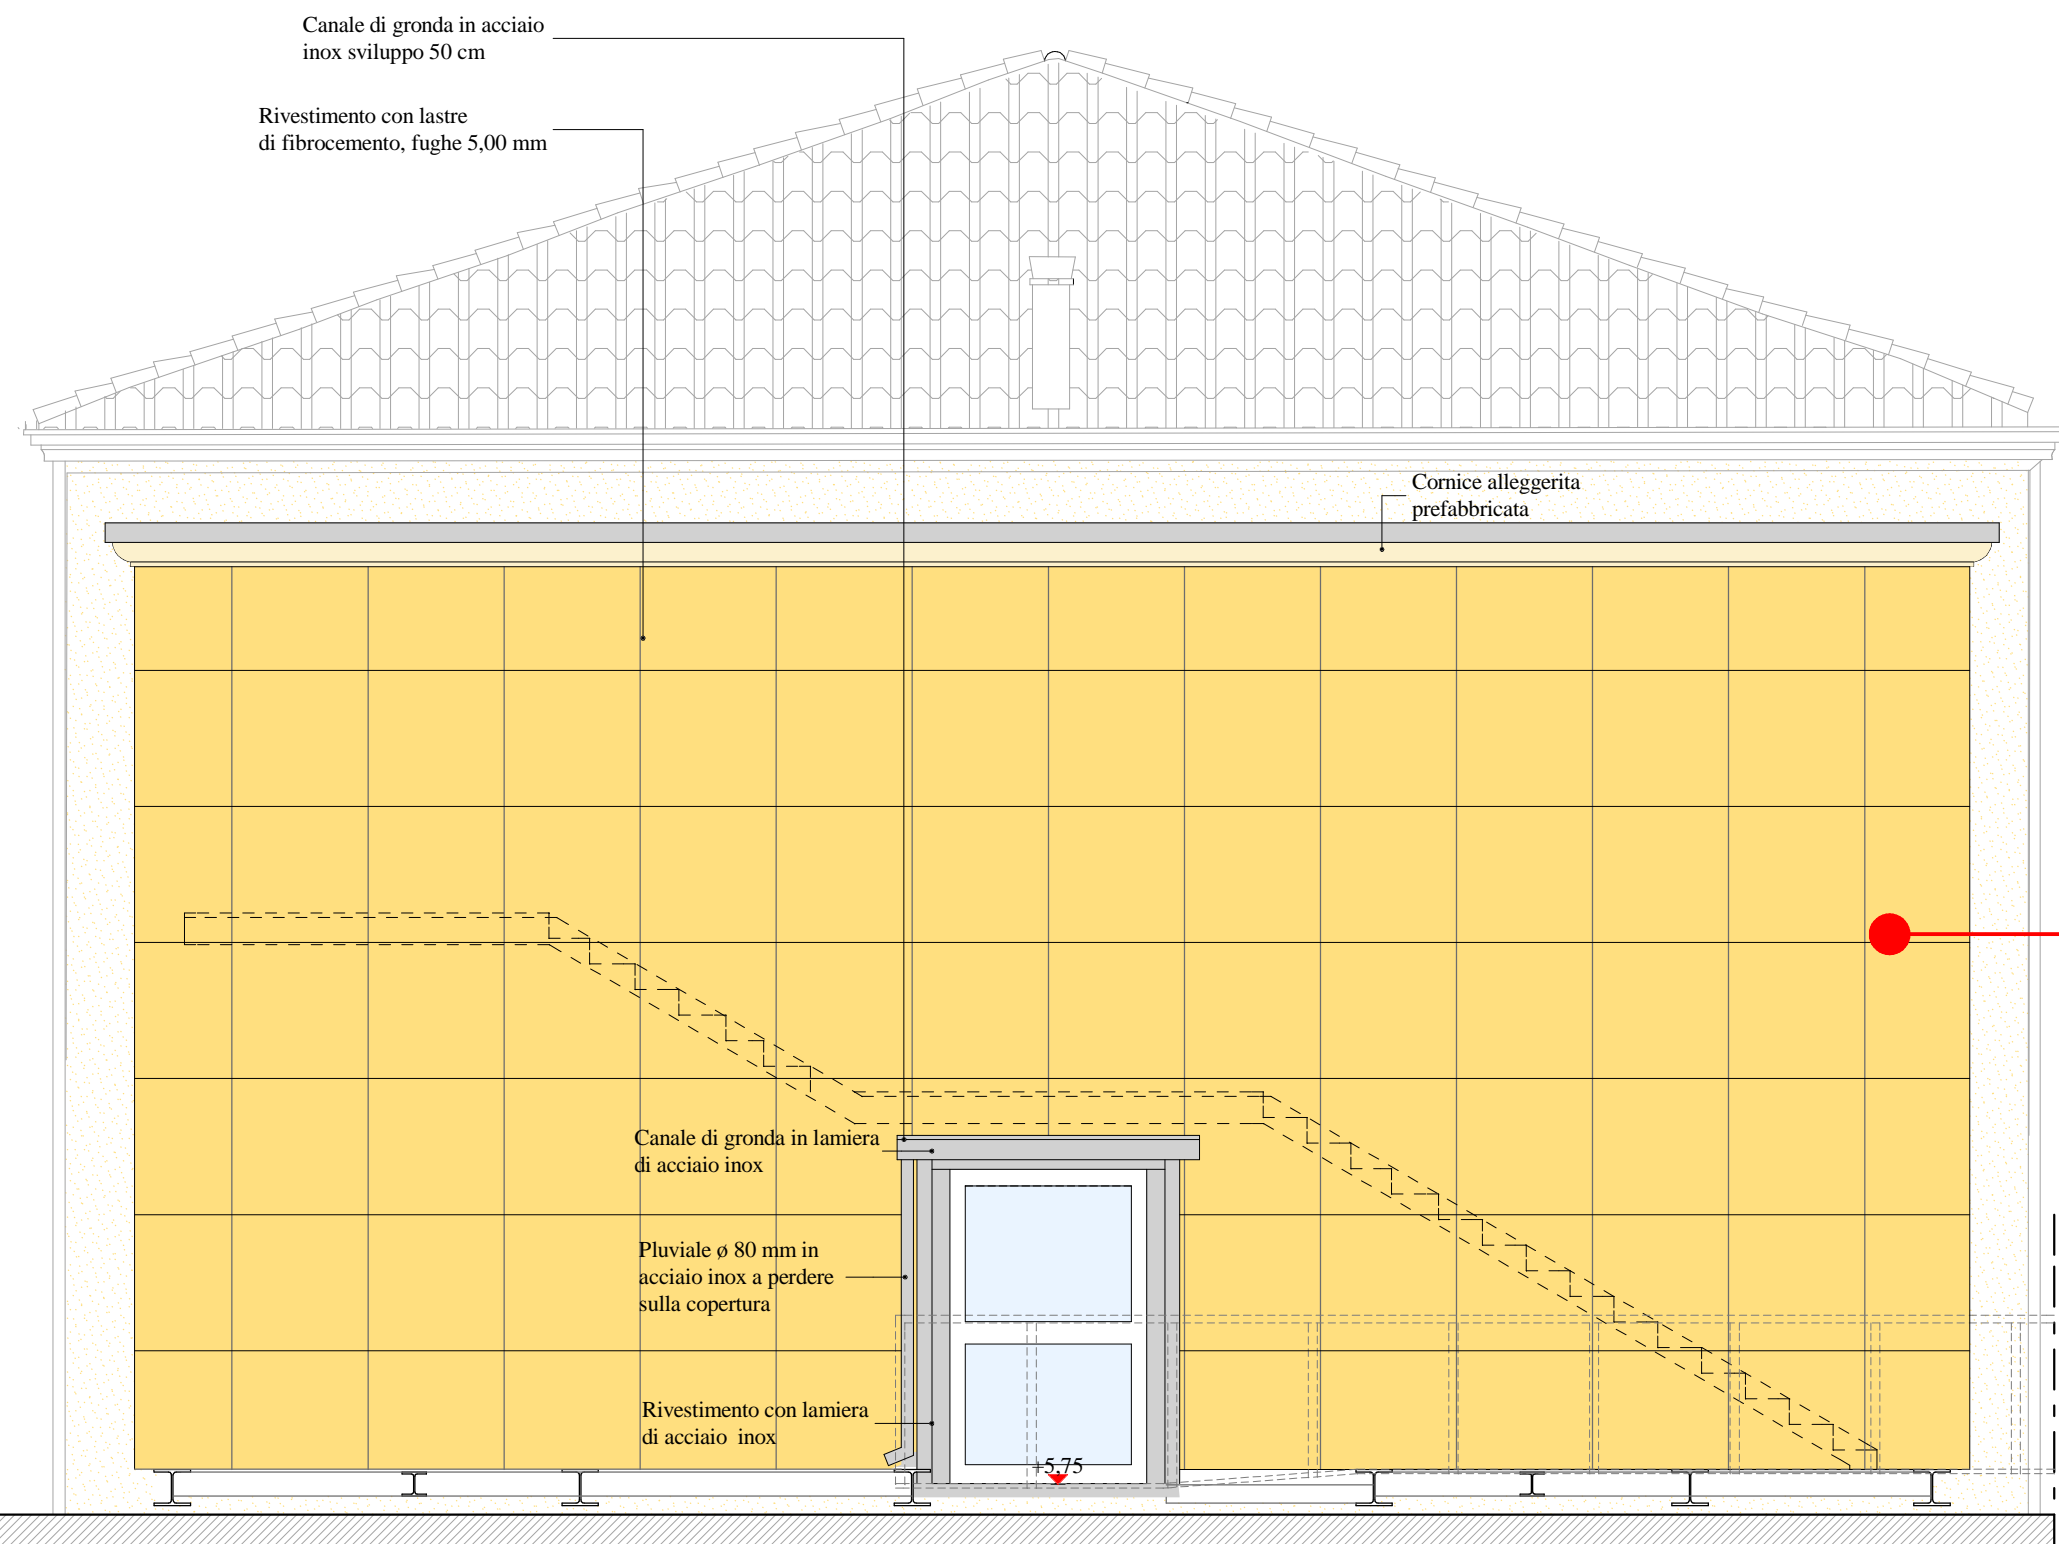 Canale di gronda in acciaio
inox sviluppo 50 cm
Rivestimento con lastre
di fibrocemento, fughe 5,00 mm
Cornice alleggerita
prefabbricata
Canale di gronda in lamiera
di acciaio inox
Pluviale ø 80 mm in
acciaio inox a perdere
sulla copertura
Rivestimento con lamiera
di acciaio inox
+5,75